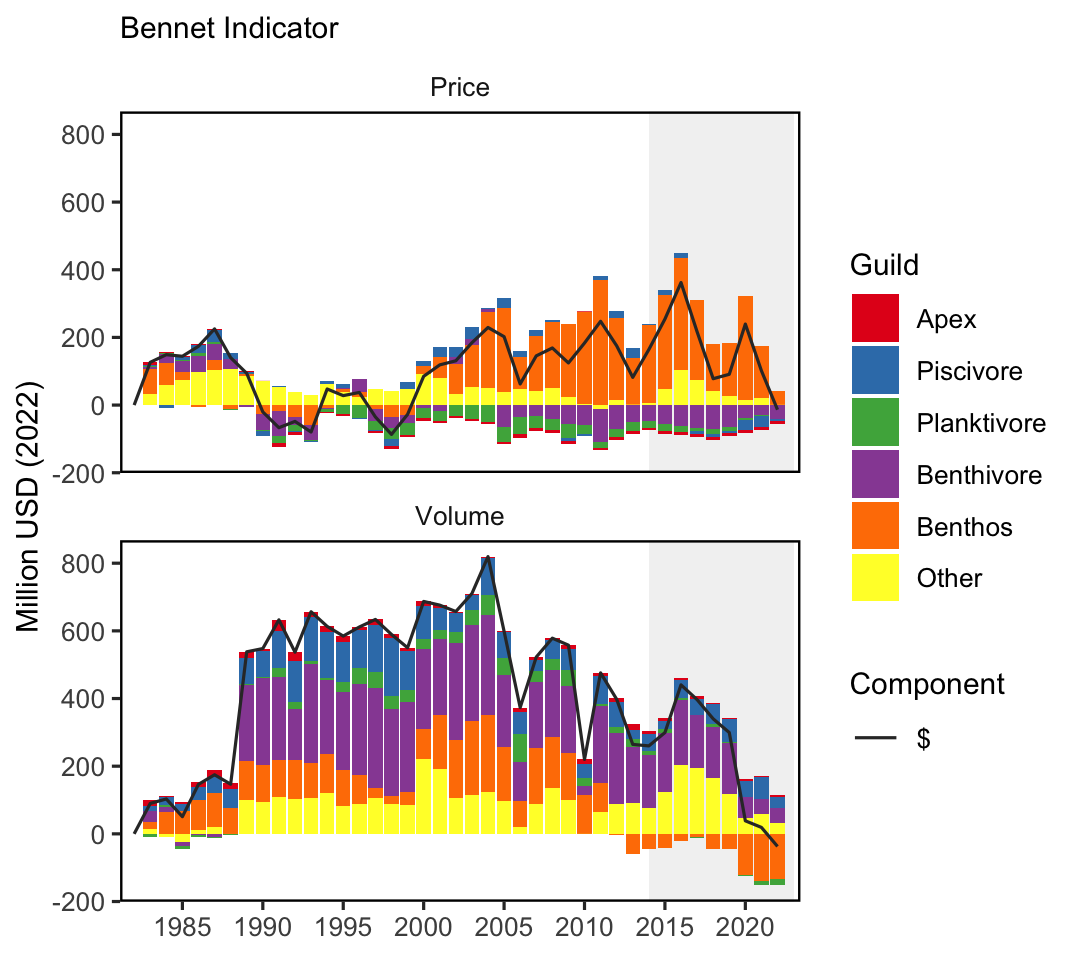 Bennet Indicator
Price
800
600
400
200
0
-200
Million USD (2022)
Volume
800
600
400
200
0
-200
1985 1990 1995 2000 2005 2010 2015 2020
Guild
Apex
Piscivore
Planktivore
Benthivore
Benthos
Other
Component
$